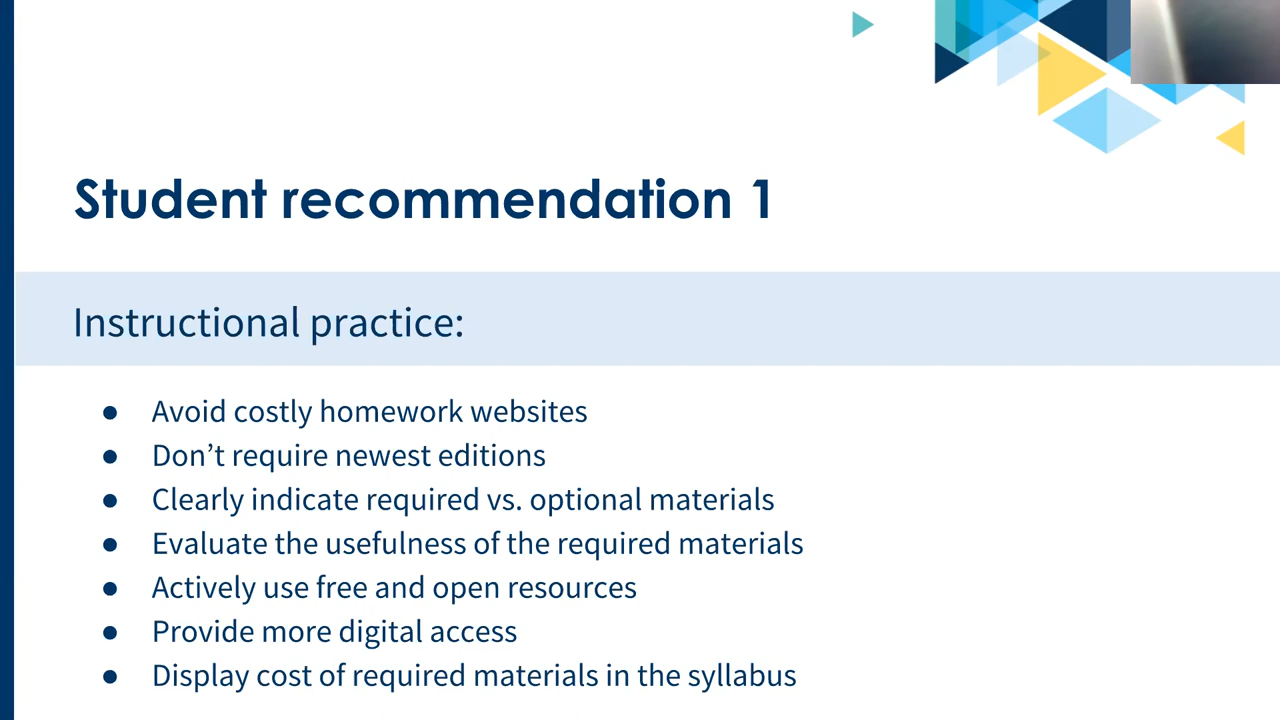 Student recommendation 1
Instructional practice:
● Avoid costly homework websites
● Don’t require newest editions
● Clearly indicate required vs. optional materials
● Evaluate the usefulness of the required materials
● Actively use free and open resources
● Provide more digital access
● Display cost of required materials in the syllabus